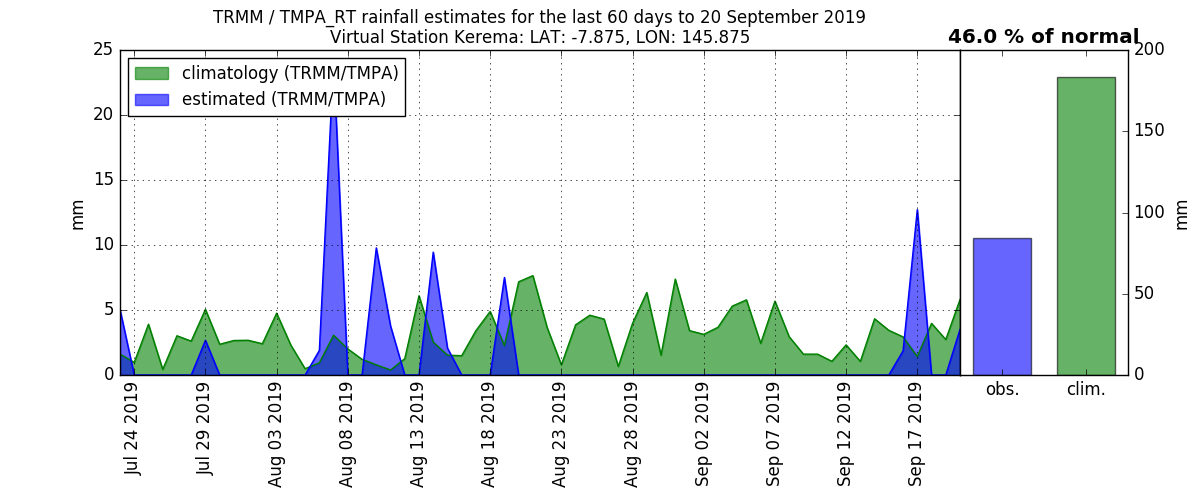 TRMM / TMPA_RT rainfall estimates for the last 60 days to 20 September 2019
Virtual Station Kerema: LAT: -7.875, LON: 145.875
46.0 % of normal
climatology (TRMM/TMPA)
estimated (TRMM/TMPA)
25
20
15
10
5
0
mm
Jul 24 2019
Jul 29 2019
Aug 03 2019
Aug 08 2019
Aug 13 2019
Aug 18 2019
Aug 23 2019
Aug 28 2019
Sep 02 2019
Sep 07 2019
Sep 12 2019
Sep 17 2019
200
150
100
50
0
mm
obs.
clim.